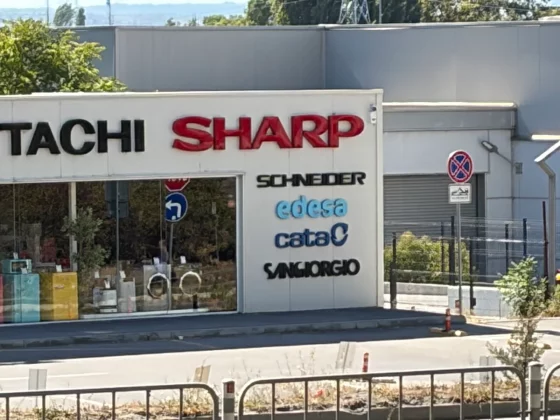 TACHI SHARP
SCHNEIDER
edesa
cata
SANGIORGIO